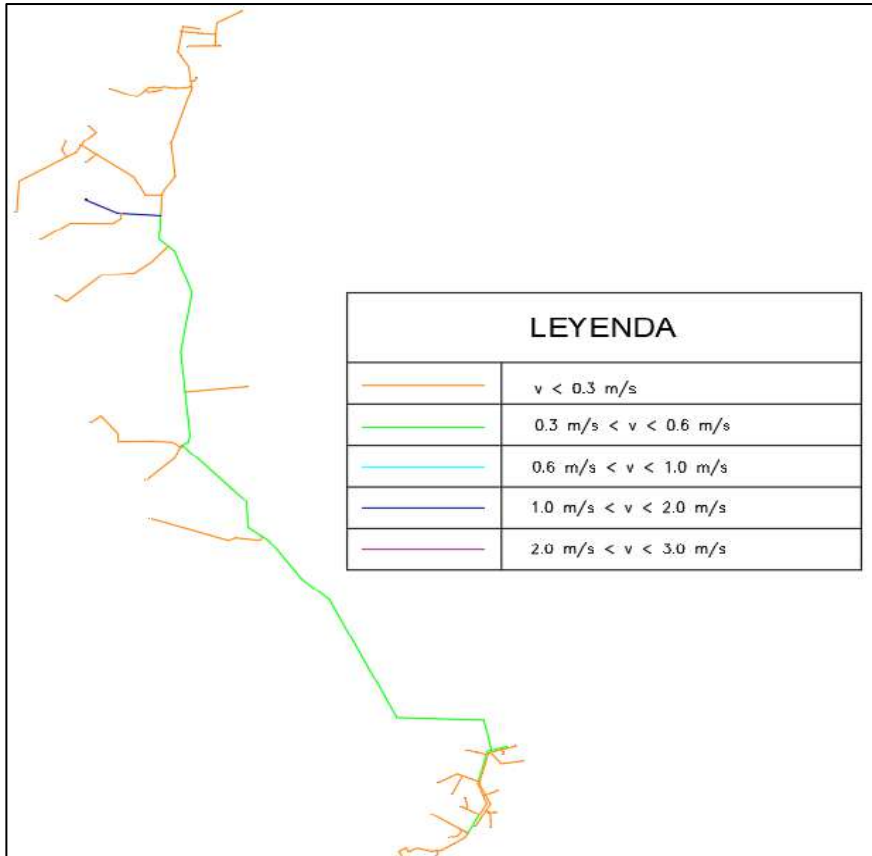 LEYENDA
v < 0.3 m/s
0.3 m/s < v < 0.6 m/s
0.6 m/s < v < 1.0 m/s
1.0 m/s < v < 2.0 m/s
2.0 m/s < v < 3.0 m/s